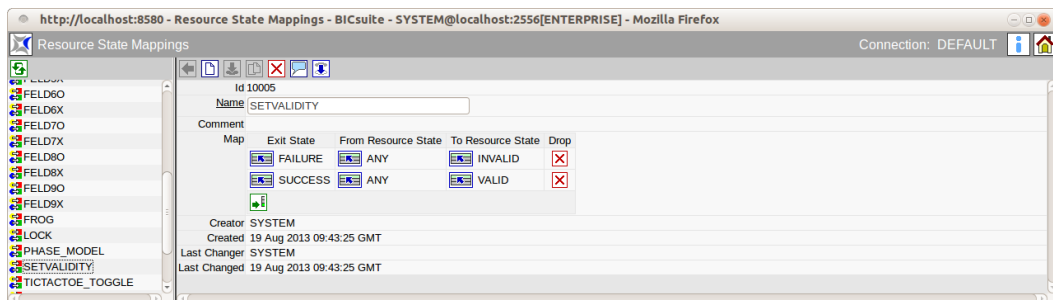 http://localhost:8580 - Resource State Mappings - BICsuite - SYSTEM@localhost:2556[ENTERPRISE] - Mozilla Firefox
Resource State Mappings
Connection: DEFAULT
FELD6O
FELD6X
FELD7O
FELD7X
FELD8O
FELD8X
FELD9O
FELD9X
FROG
LOCK
PHASE_MODEL
SETVALIDITY
TICTACTOE_TOGGLE
Id 10005
Name SETVALIDITY
Comment
Map Exit State From Resource State To Resource State Drop
FAILURE ANY INVALID
SUCCESS ANY VALID
Creator SYSTEM
Created 19 Aug 2013 09:43:25 GMT
Last Changer SYSTEM
Last Changed 19 Aug 2013 09:43:25 GMT